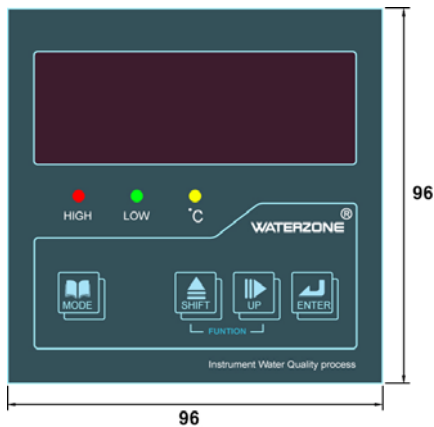 96
HIGH LOW °C
WATERZONE®
MODE SHIFT UP ENTER
FUNTION
Instrument Water Quality process
96